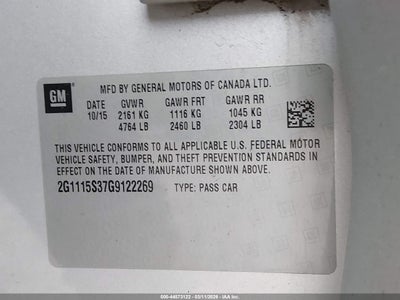 MFD BY GENERAL MOTORS OF CANADA LTD.
GM
DATE GVWR GAWR FRT GAWR RR
10/15 2161 KG 1116 KG 1045 KG
4764 LB 2460 LB 2304 LB
THIS VEHICLE CONFORMS TO ALL APPLICABLE U.S. FEDERAL MOTOR
VEHICLE SAFETY, BUMPER, AND THEFT PREVENTION STANDARDS IN
EFFECT ON THE DATE OF MANUFACTURE SHOWN ABOVE.
2G1115S37G9122269 TYPE: PASS CAR